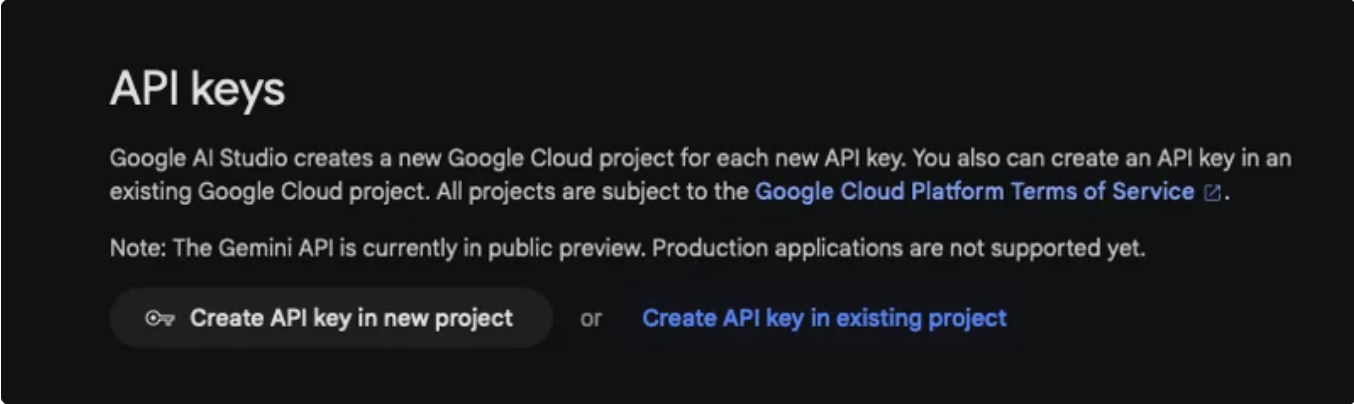 API keys
Google AI Studio creates a new Google Cloud project for each new API key. You also can create an API key in an
existing Google Cloud project. All projects are subject to the Google Cloud Platform Terms of Service.
Note: The Gemini API is currently in public preview. Production applications are not supported yet.
Create API key in new project or Create API key in existing project